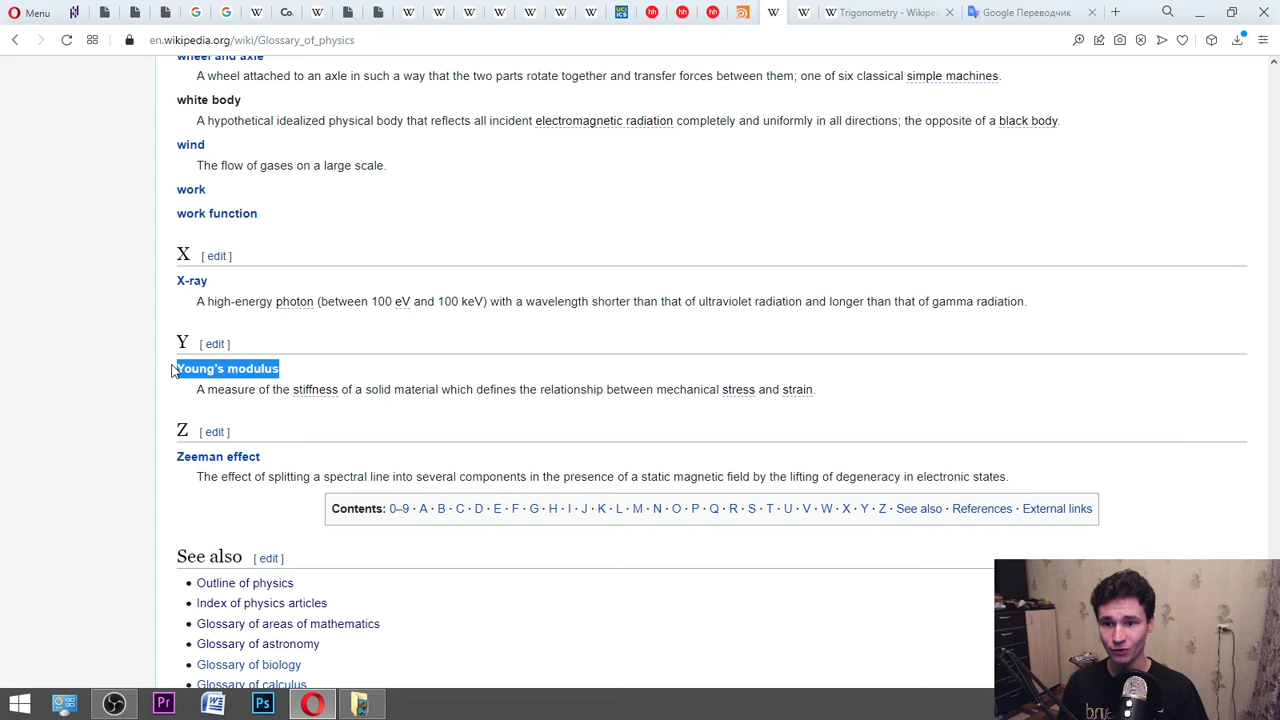 Menu
Co.
UCI
ICS
hh
hh
hh
Trigonometry - Wikipe
Google Переводчик
en.wikipedia.org/wiki/Glossary_of_physics
wheel and axle
A wheel attached to an axle in such a way that the two parts rotate together and transfer forces between them; one of six classical simple machines.
white body
A hypothetical idealized physical body that reflects all incident electromagnetic radiation completely and uniformly in all directions; the opposite of a black body.
wind
The flow of gases on a large scale.
work
work function
X [ edit ]
X-ray
A high-energy photon (between 100 eV and 100 keV) with a wavelength shorter than that of ultraviolet radiation and longer than that of gamma radiation.
Y [ edit ]
Young's modulus
A measure of the stiffness of a solid material which defines the relationship between mechanical stress and strain.
Z [ edit ]
Zeeman effect
The effect of splitting a spectral line into several components in the presence of a static magnetic field by the lifting of degeneracy in electronic states.
Contents: 0–9 · A · B · C · D · E · F · G · H · I · J · K · L · M · N · O · P · Q · R · S · T · U · V · W · X · Y · Z · See also · References · External links
See also [ edit ]
Outline of physics
Index of physics articles
Glossary of areas of mathematics
Glossary of astronomy
Glossary of biology
Glossary of calculus
Pr
W
Ps